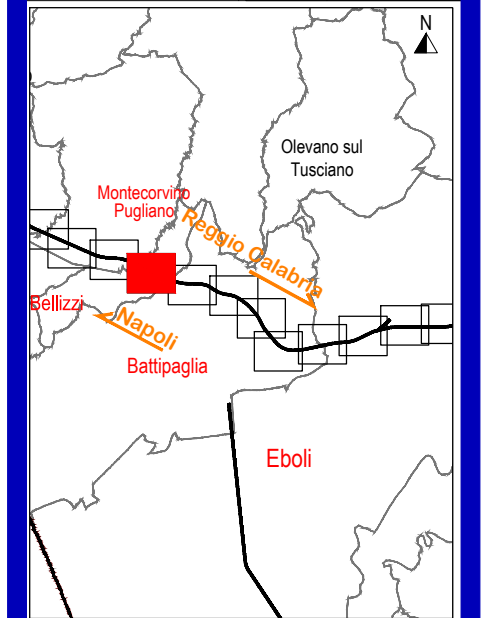 N
Olevano sul
Tusciano
Montecorvino
Pugliano
Reggio Calabria
Bellizzi
Napoli
Battipaglia
Eboli